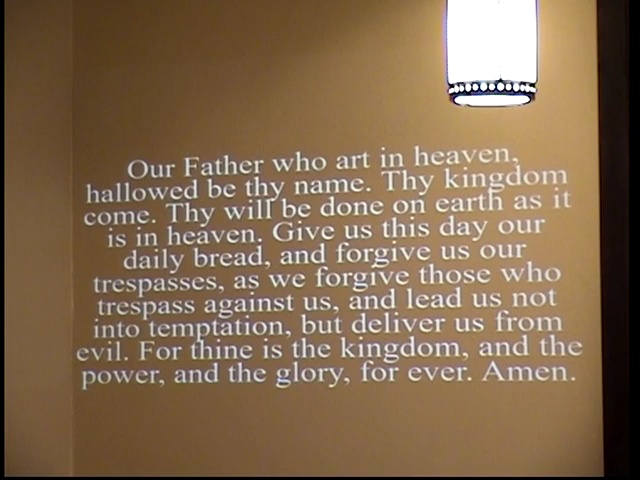 Our Father who art in heaven,
hallowed be thy name. Thy kingdom
come. Thy will be done on earth as it
is in heaven. Give us this day our
daily bread, and forgive us our
trespasses, as we forgive those who
trespass against us, and lead us not
into temptation, but deliver us from
evil. For thine is the kingdom, and the
power, and the glory, for ever. Amen.